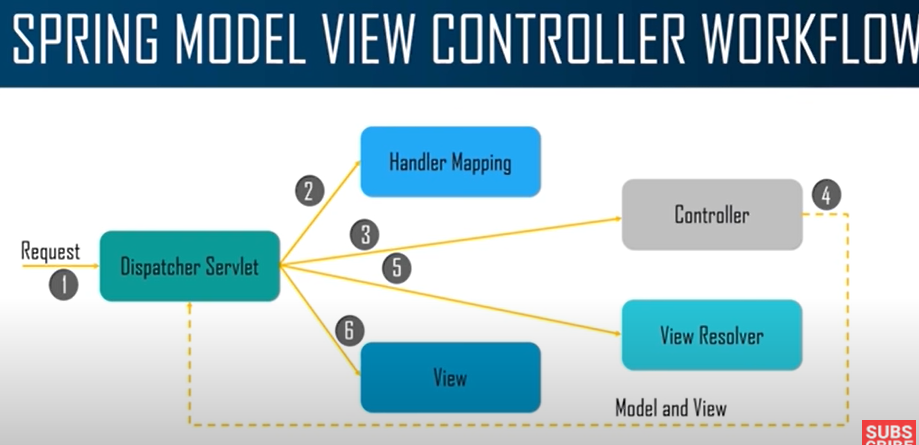 SPRING MODEL VIEW CONTROLLER WORKFLOW
Handler Mapping
2
4
Controller
3
Request
Dispatcher Servlet
5
1
6
View Resolver
View
Model and View
SUBS
CRIBE